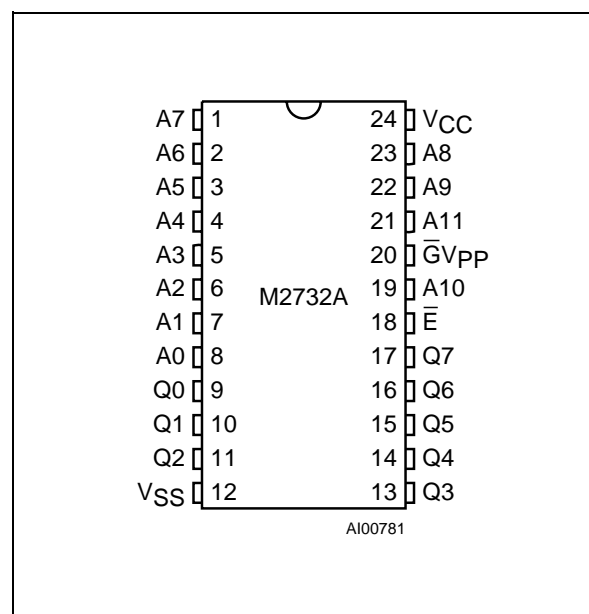 A7 1 24 VCC
A6 2 23 A8
A5 3 22 A9
A4 4 21 A11
A3 5 20 G̅VPP
A2 6 19 A10
M2732A
A1 7 18 E̅
A0 8 17 Q7
Q0 9 16 Q6
Q1 10 15 Q5
Q2 11 14 Q4
VSS 12 13 Q3
AI00781